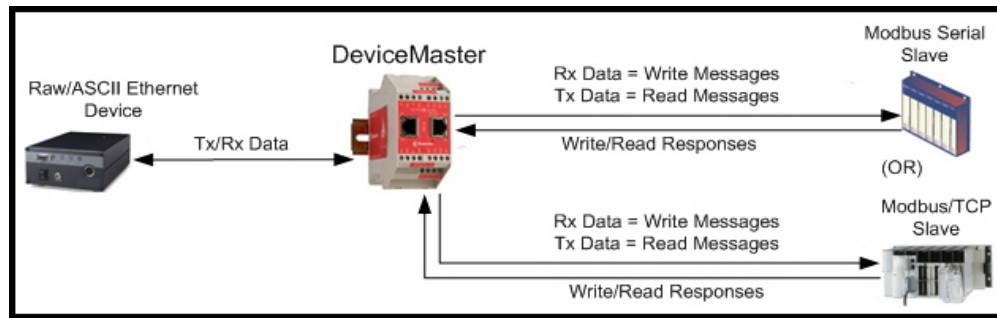 Raw/ASCII Ethernet
Device
Tx/Rx Data
DeviceMaster
Rx Data = Write Messages
Tx Data = Read Messages
Write/Read Responses
Modbus Serial
Slave
(OR)
Rx Data = Write Messages
Tx Data = Read Messages
Write/Read Responses
Modbus/TCP
Slave